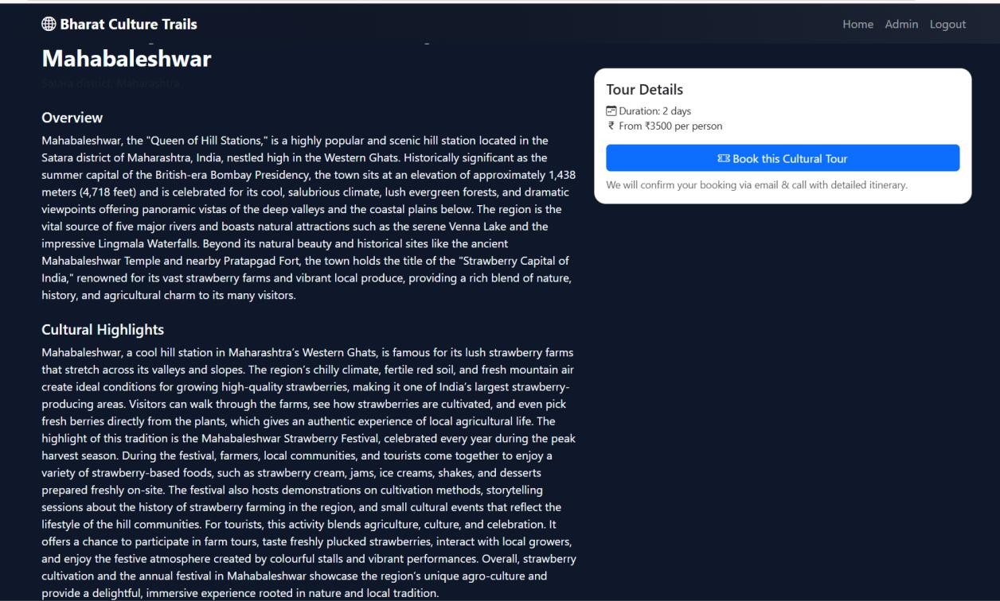 Bharat Culture Trails
Home Admin Logout
Mahabaleshwar
Satara district, Maharashtra
Overview
Mahabaleshwar, the "Queen of Hill Stations," is a highly popular and scenic hill station located in the
Satara district of Maharashtra, India, nestled high in the Western Ghats. Historically significant as the
summer capital of the British-era Bombay Presidency, the town sits at an elevation of approximately 1,438
meters (4,718 feet) and is celebrated for its cool, salubrious climate, lush evergreen forests, and dramatic
viewpoints offering panoramic vistas of the deep valleys and the coastal plains below. The region is the
vital source of five major rivers and boasts natural attractions such as the serene Venna Lake and the
impressive Lingmala Waterfalls. Beyond its natural beauty and historical sites like the ancient
Mahabaleshwar Temple and nearby Pratapgad Fort, the town holds the title of the "Strawberry Capital of
India," renowned for its vast strawberry farms and vibrant local produce, providing a rich blend of nature,
history, and agricultural charm to its many visitors.
Cultural Highlights
Mahabaleshwar, a cool hill station in Maharashtra's Western Ghats, is famous for its lush strawberry farms
that stretch across its valleys and slopes. The region's chilly climate, fertile red soil, and fresh mountain air
create ideal conditions for growing high-quality strawberries, making it one of India's largest strawberry-
producing areas. Visitors can walk through the farms, see how strawberries are cultivated, and even pick
fresh berries directly from the plants, which gives an authentic experience of local agricultural life. The
highlight of this tradition is the Mahabaleshwar Strawberry Festival, celebrated every year during the peak
harvest season. During the festival, farmers, local communities, and tourists come together to enjoy a
variety of strawberry-based foods, such as strawberry cream, jams, ice creams, shakes, and desserts
prepared freshly on-site. The festival also hosts demonstrations on cultivation methods, storytelling
sessions about the history of strawberry farming in the region, and small cultural events that reflect the
lifestyle of the hill communities. For tourists, this activity blends agriculture, culture, and celebration. It
offers a chance to participate in farm tours, taste freshly plucked strawberries, interact with local growers,
and enjoy the festive atmosphere created by colourful stalls and vibrant performances. Overall, strawberry
cultivation and the annual festival in Mahabaleshwar showcase the region's unique agro-culture and
provide a delightful, immersive experience rooted in nature and local tradition.
Tour Details
Duration: 2 days
₹ From ₹3500 per person
Book this Cultural Tour
We will confirm your booking via email & call with detailed itinerary.